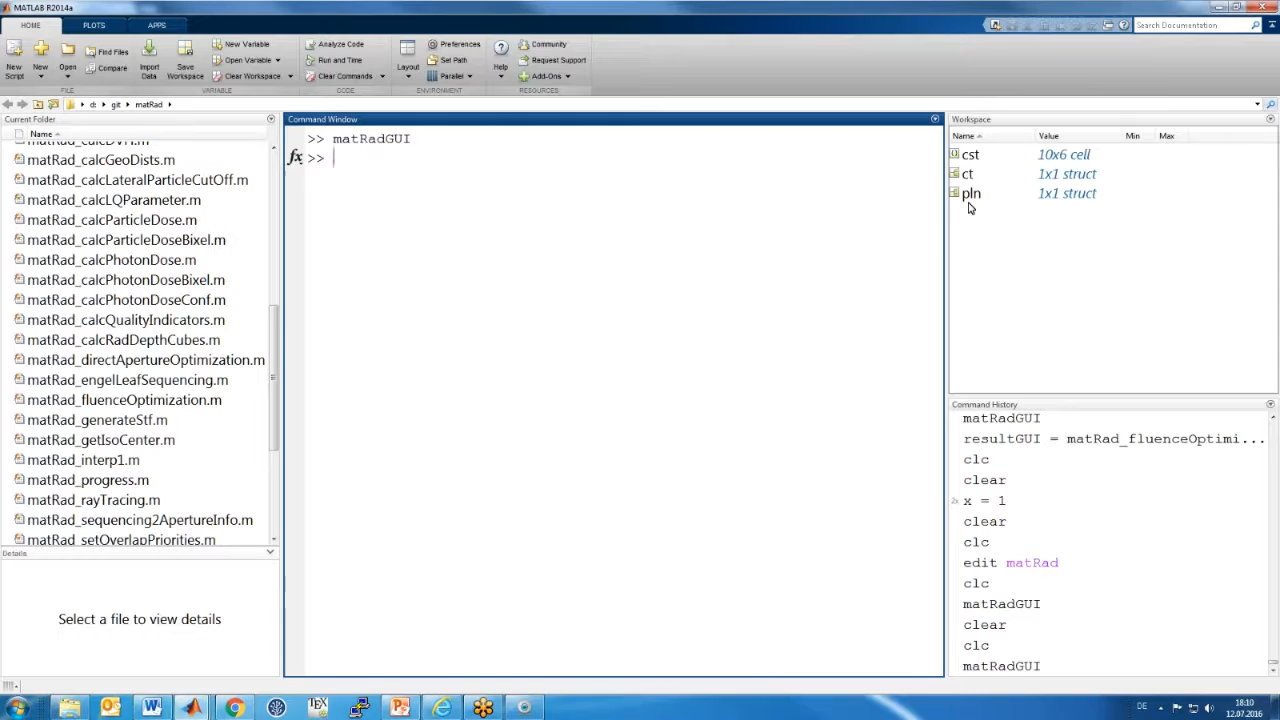 MATLAB R2014a
HOME
PLOTS
APPS
Search Documentation
New Script
New
Open
Find Files
Compare
Import Data
Save Workspace
New Variable
Open Variable
Clear Workspace
Analyze Code
Run and Time
Clear Commands
Layout
Preferences
Set Path
Parallel
Help
Community
Request Support
Add-Ons
FILE
VARIABLE
CODE
ENVIRONMENT
RESOURCES
d: git matRad
Current Folder
Name
matRad_calcGeoDists.m
matRad_calcLateralParticleCutOff.m
matRad_calcLQParameter.m
matRad_calcParticleDose.m
matRad_calcParticleDoseBixel.m
matRad_calcPhotonDose.m
matRad_calcPhotonDoseBixel.m
matRad_calcPhotonDoseConf.m
matRad_calcQualityIndicators.m
matRad_calcRadDepthCubes.m
matRad_directApertureOptimization.m
matRad_engelLeafSequencing.m
matRad_fluenceOptimization.m
matRad_generateStf.m
matRad_getIsoCenter.m
matRad_interp1.m
matRad_progress.m
matRad_rayTracing.m
matRad_sequencing2ApertureInfo.m
matRad_setOverlapPriorities.m
Details
Select a file to view details
Command Window
>> matRadGUI
fx >>
Workspace
Name Value Min Max
cst 10x6 cell
ct 1x1 struct
pln 1x1 struct
Command History
matRadGUI
resultGUI = matRad_fluenceOptimi...
clc
clear
2x x = 1
clear
clc
edit matRad
clc
matRadGUI
clear
clc
matRadGUI
DE
18:10
12.07.2016